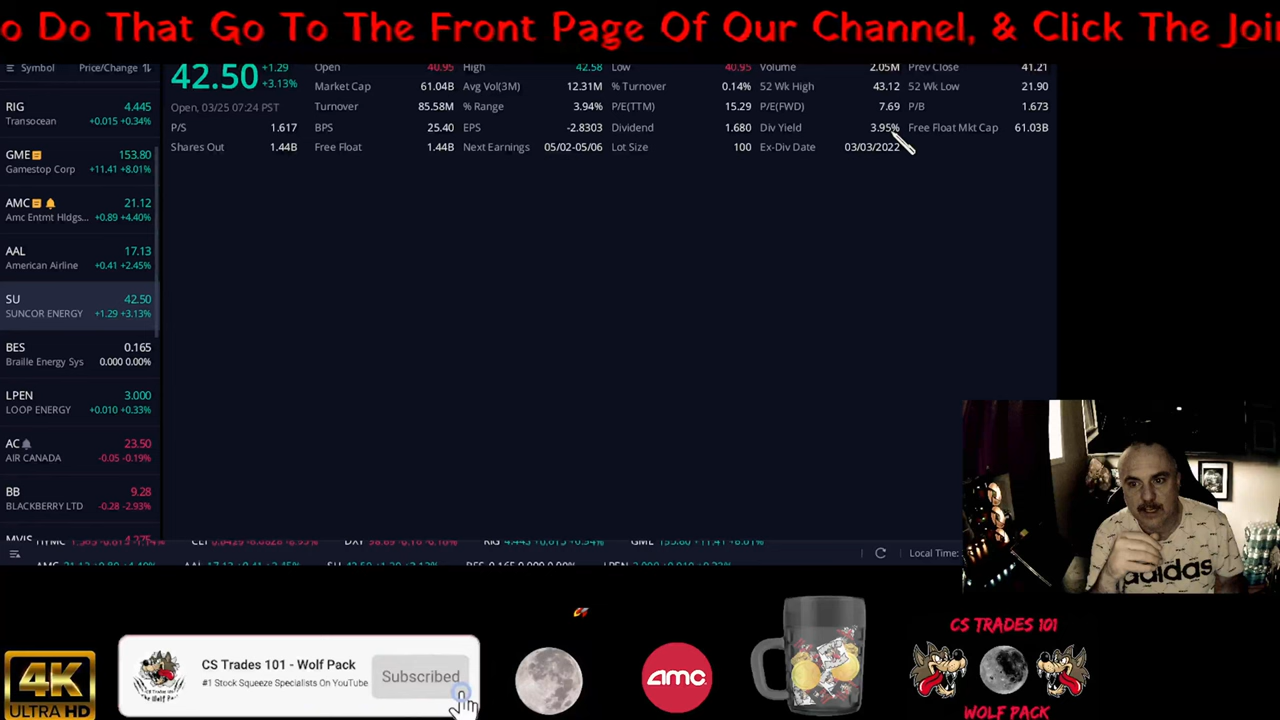 o Do That Go To The Front Page Of Our Channel, & Click The Joi
Symbol Price/Change
RIG 4.445
Transocean +0.015 +0.34%
GME 153.80
Gamestop Corp +11.41 +8.01%
AMC 21.12
Amc Entmt Hldgs... +0.89 +4.40%
AAL 17.13
American Airline +0.41 +2.45%
SU 42.50
SUNCOR ENERGY +1.29 +3.13%
BES 0.165
Braille Energy Sys 0.000 0.00%
LPEN 3.000
LOOP ENERGY +0.010 +0.33%
AC 23.50
AIR CANADA -0.05 -0.19%
BB 9.28
BLACKBERRY LTD -0.28 -2.93%
42.50 +1.29 +3.13%
Open, 03/25 07:24 PST
Open 40.95 High 42.58 Low 40.95 Volume 2.05M Prev Close 41.21
Market Cap 61.04B Avg Vol(3M) 12.31M % Turnover 0.14% 52 Wk High 43.12 52 Wk Low 21.90
Turnover 85.58M % Range 3.94% P/E(TTM) 15.29 P/E(FWD) 7.69 P/B 1.673
P/S 1.617 BPS 25.40 EPS -2.8303 Dividend 1.680 Div Yield 3.95% Free Float Mkt Cap 61.03B
Shares Out 1.44B Free Float 1.44B Next Earnings 05/02-05/06 Lot Size 100 Ex-Div Date 03/03/2022
Local Time:
adidas
4K
ULTRA HD
CS Trades 101 - Wolf Pack
#1 Stock Squeeze Specialists On YouTube
Subscribed
amc
CS TRADES 101
WOLF PACK